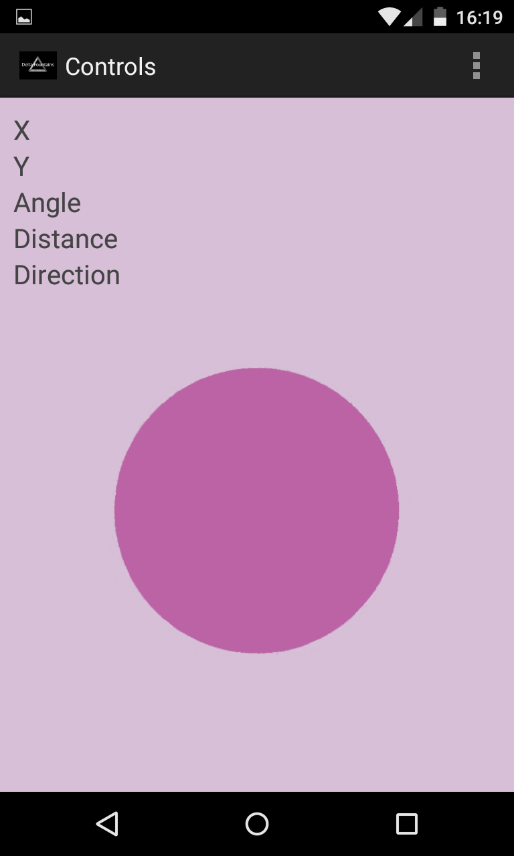 16:19
Controls
X
Y
Angle
Distance
Direction